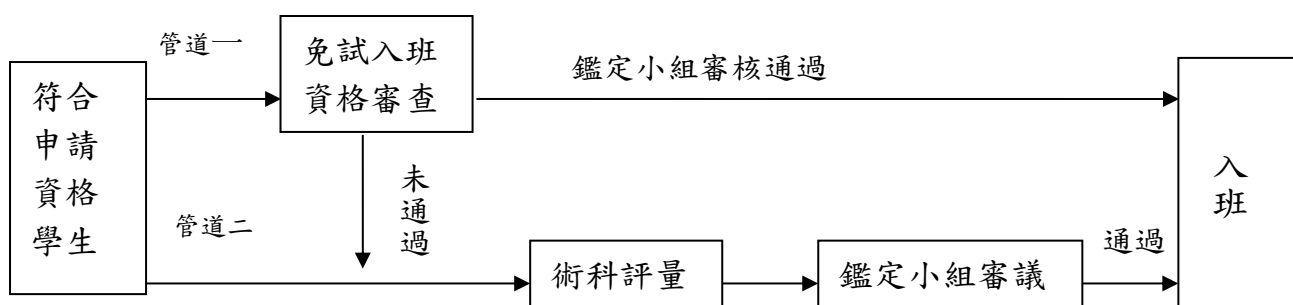 符合
申請
資格
學生
管道一
免試入班
資格審查
鑑定小組審核通過
未
通
過
管道二
術科評量
鑑定小組審議
通過
入
班